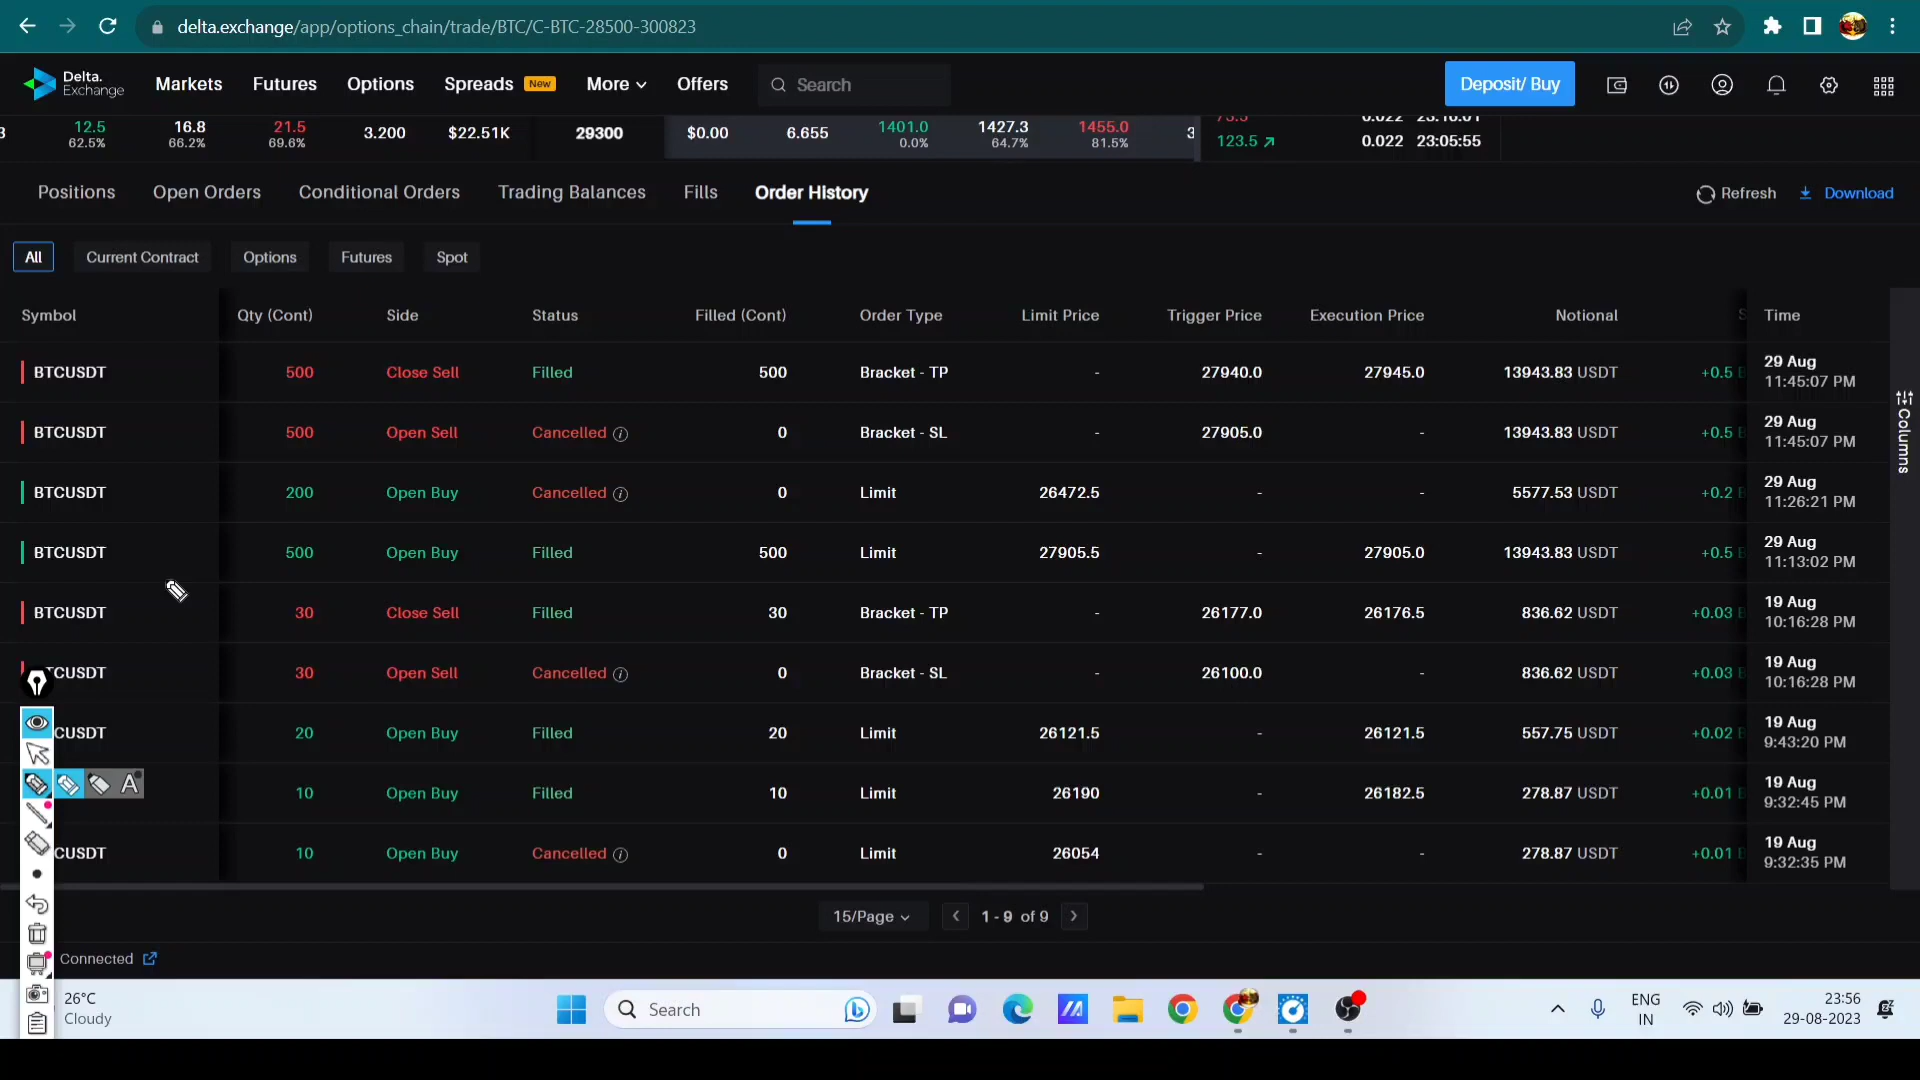 delta.exchange/app/options_chain/trade/BTC/C-BTC-28500-300823
Delta. Exchange Markets Futures Options Spreads New More Offers Search Deposit/ Buy
3 12.5 16.8 21.5 3.200 $22.51K 29300 $0.00 6.655 1401.0 1427.3 1455.0 3
62.5% 66.2% 69.6% 0.0% 64.7% 81.5%
123.5 0.022 23:05:55
Positions Open Orders Conditional Orders Trading Balances Fills Order History Refresh Download
All Current Contract Options Futures Spot
Symbol Qty (Cont) Side Status Filled (Cont) Order Type Limit Price Trigger Price Execution Price Notional Time
BTCUSDT 500 Close Sell Filled 500 Bracket - TP - 27940.0 27945.0 13943.83 USDT +0.5 29 Aug 11:45:07 PM
BTCUSDT 500 Open Sell Cancelled 0 Bracket - SL - 27905.0 - 13943.83 USDT +0.5 29 Aug 11:45:07 PM
BTCUSDT 200 Open Buy Cancelled 0 Limit 26472.5 - - 5577.53 USDT +0.2 29 Aug 11:26:21 PM
BTCUSDT 500 Open Buy Filled 500 Limit 27905.5 - 27905.0 13943.83 USDT +0.5 29 Aug 11:13:02 PM
BTCUSDT 30 Close Sell Filled 30 Bracket - TP - 26177.0 26176.5 836.62 USDT +0.03 19 Aug 10:16:28 PM
TCUSDT 30 Open Sell Cancelled 0 Bracket - SL - 26100.0 - 836.62 USDT +0.03 19 Aug 10:16:28 PM
CUSDT 20 Open Buy Filled 20 Limit 26121.5 - 26121.5 557.75 USDT +0.02 19 Aug 9:43:20 PM
10 Open Buy Filled 10 Limit 26190 - 26182.5 278.87 USDT +0.01 19 Aug 9:32:45 PM
CUSDT 10 Open Buy Cancelled 0 Limit 26054 - - 278.87 USDT +0.01 19 Aug 9:32:35 PM
Columns
A
15/Page 1 - 9 of 9
Connected
26°C
Cloudy
Search
ENG
IN
23:56
29-08-2023